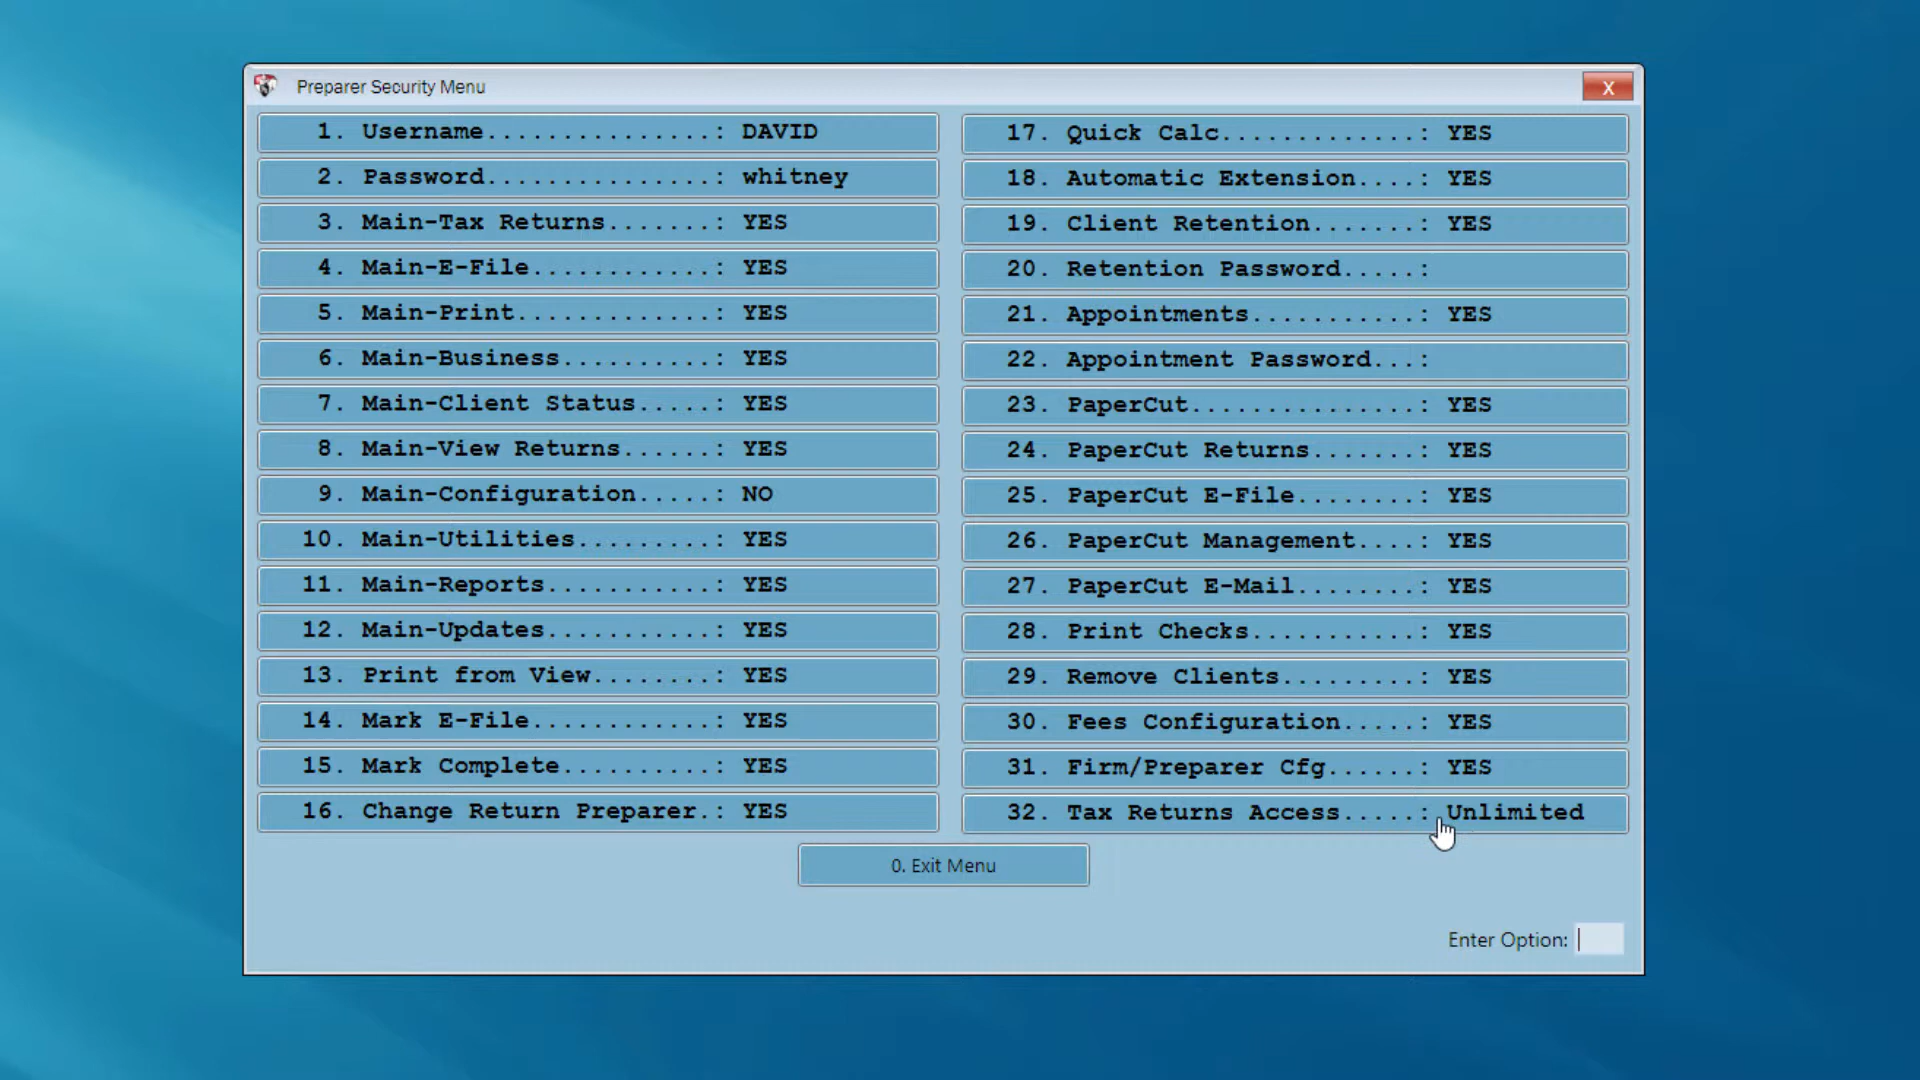 Preparer Security Menu
X
1. Username...............: DAVID
2. Password...............: whitney
3. Main-Tax Returns.......: YES
4. Main-E-File............: YES
5. Main-Print.............: YES
6. Main-Business..........: YES
7. Main-Client Status.....: YES
8. Main-View Returns......: YES
9. Main-Configuration.....: NO
10. Main-Utilities.........: YES
11. Main-Reports...........: YES
12. Main-Updates...........: YES
13. Print from View........: YES
14. Mark E-File............: YES
15. Mark Complete..........: YES
16. Change Return Preparer.: YES
17. Quick Calc.............: YES
18. Automatic Extension....: YES
19. Client Retention.......: YES
20. Retention Password.....:
21. Appointments...........: YES
22. Appointment Password...:
23. PaperCut...............: YES
24. PaperCut Returns.......: YES
25. PaperCut E-File........: YES
26. PaperCut Management....: YES
27. PaperCut E-Mail........: YES
28. Print Checks...........: YES
29. Remove Clients.........: YES
30. Fees Configuration.....: YES
31. Firm/Preparer Cfg......: YES
32. Tax Returns Access.....: Unlimited
0. Exit Menu
Enter Option: